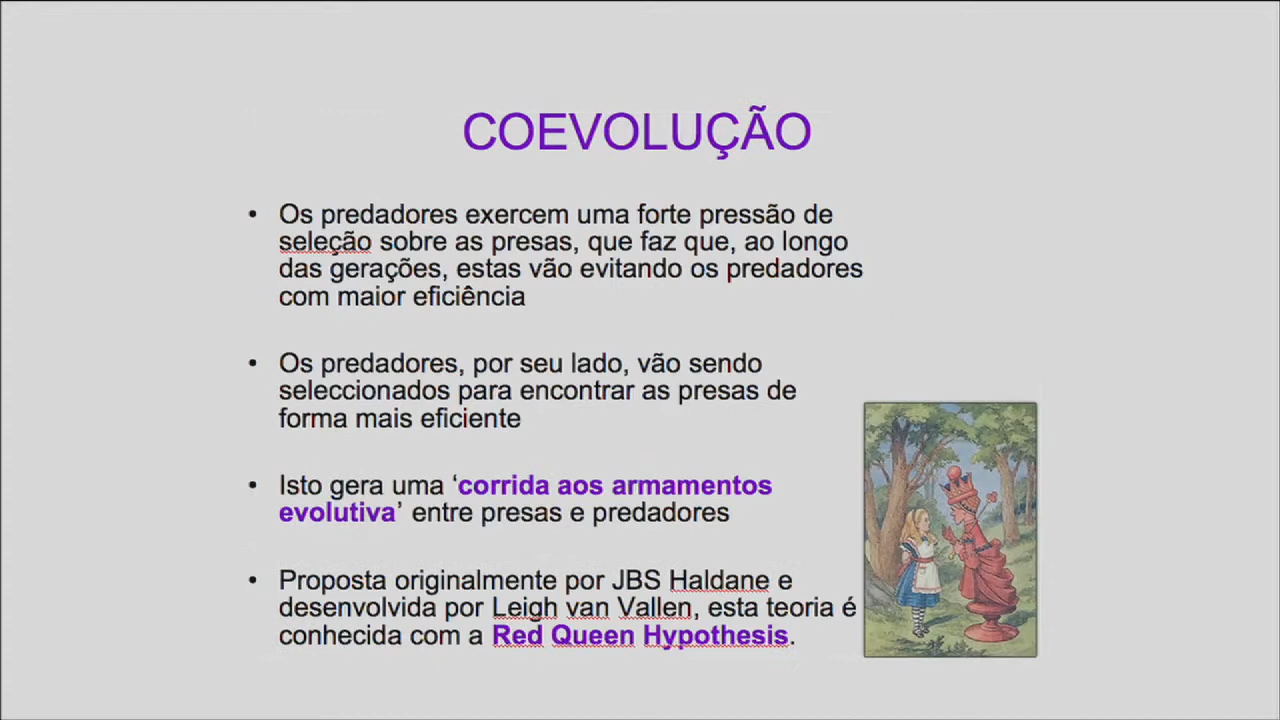 COEVOLUÇÃO
• Os predadores exercem uma forte pressão de
seleção sobre as presas, que faz que, ao longo
das gerações, estas vão evitando os predadores
com maior eficiência
• Os predadores, por seu lado, vão sendo
seleccionados para encontrar as presas de
forma mais eficiente
• Isto gera uma ‘corrida aos armamentos
evolutiva’ entre presas e predadores
• Proposta originalmente por JBS Haldane e
desenvolvida por Leigh van Vallen, esta teoria é
conhecida com a Red Queen Hypothesis.